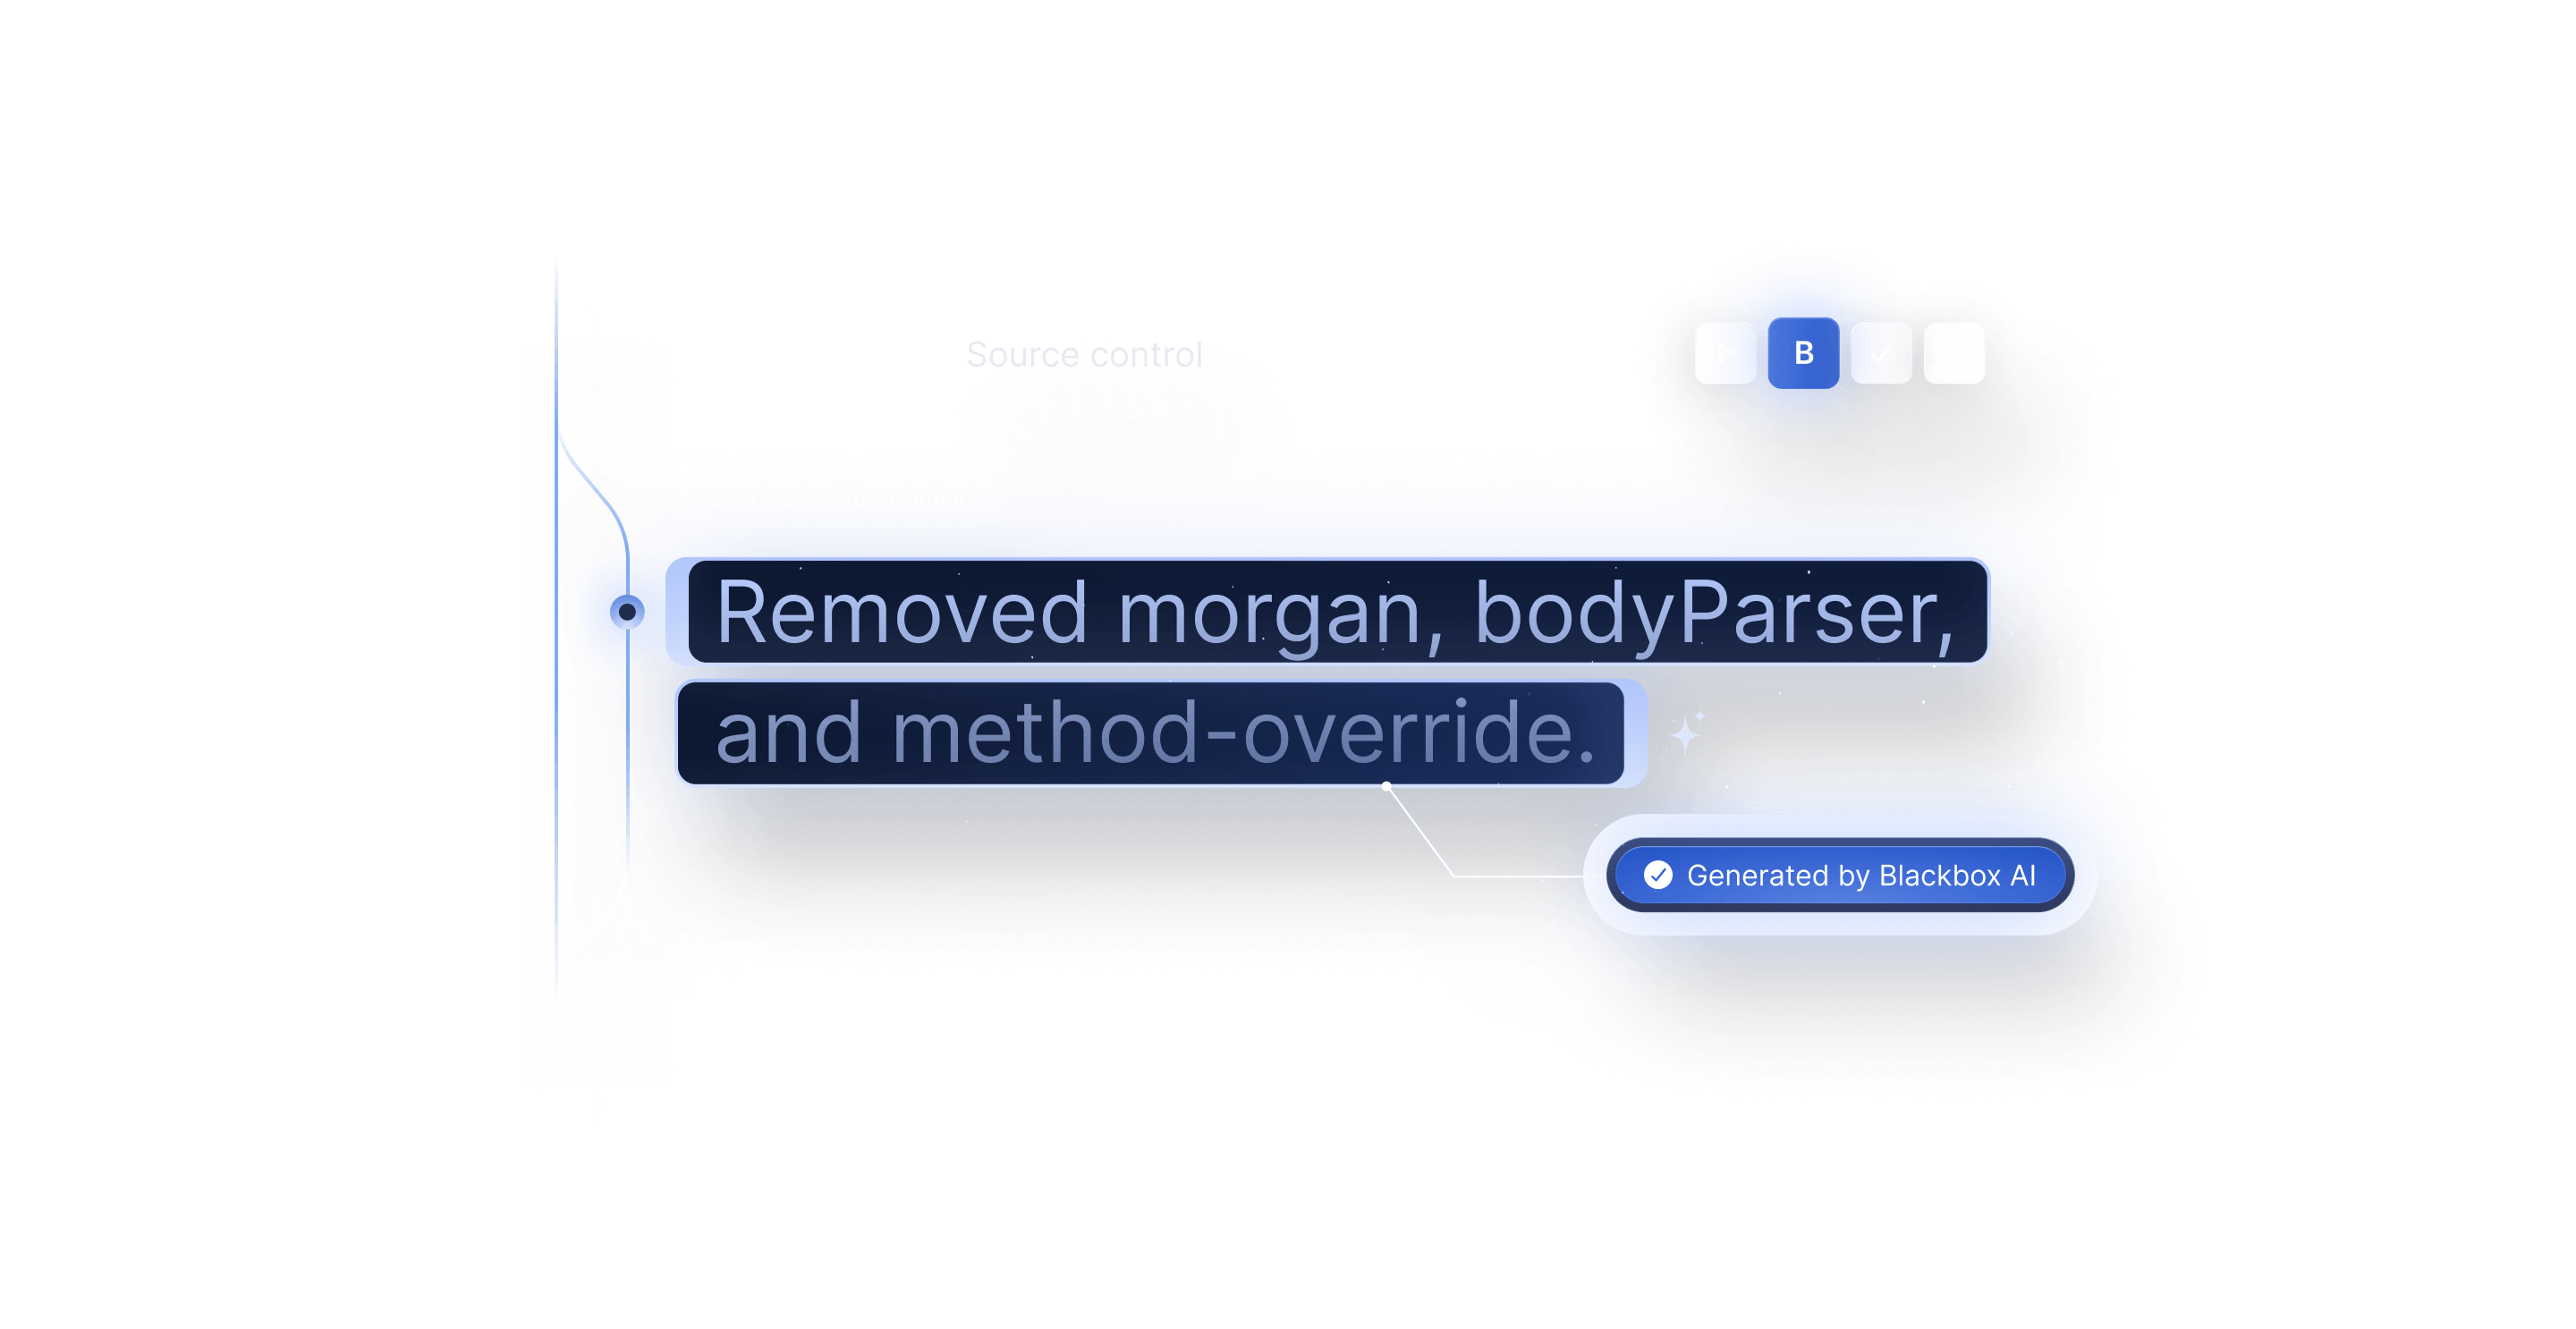 Source control
B
Removed morgan, bodyParser,
and method-override.
Generated by Blackbox AI